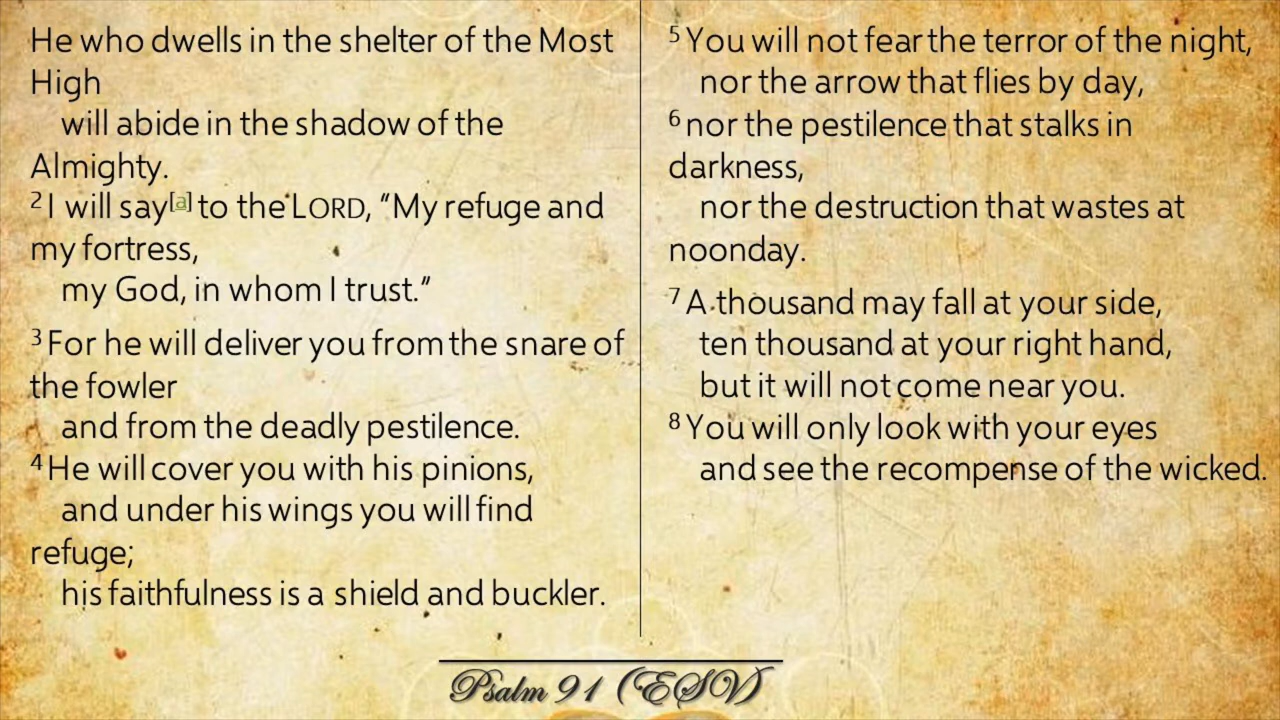 He who dwells in the shelter of the Most
High
will abide in the shadow of the
Almighty.
2 I will say[a] to the LORD, “My refuge and
my fortress,
my God, in whom I trust.”
3 For he will deliver you from the snare of
the fowler
and from the deadly pestilence.
4 He will cover you with his pinions,
and under his wings you will find
refuge;
his faithfulness is a shield and buckler.
5 You will not fear the terror of the night,
nor the arrow that flies by day,
6 nor the pestilence that stalks in
darkness,
nor the destruction that wastes at
noonday.
7 A thousand may fall at your side,
ten thousand at your right hand,
but it will not come near you.
8 You will only look with your eyes
and see the recompense of the wicked.
Psalm 91 (ESV)